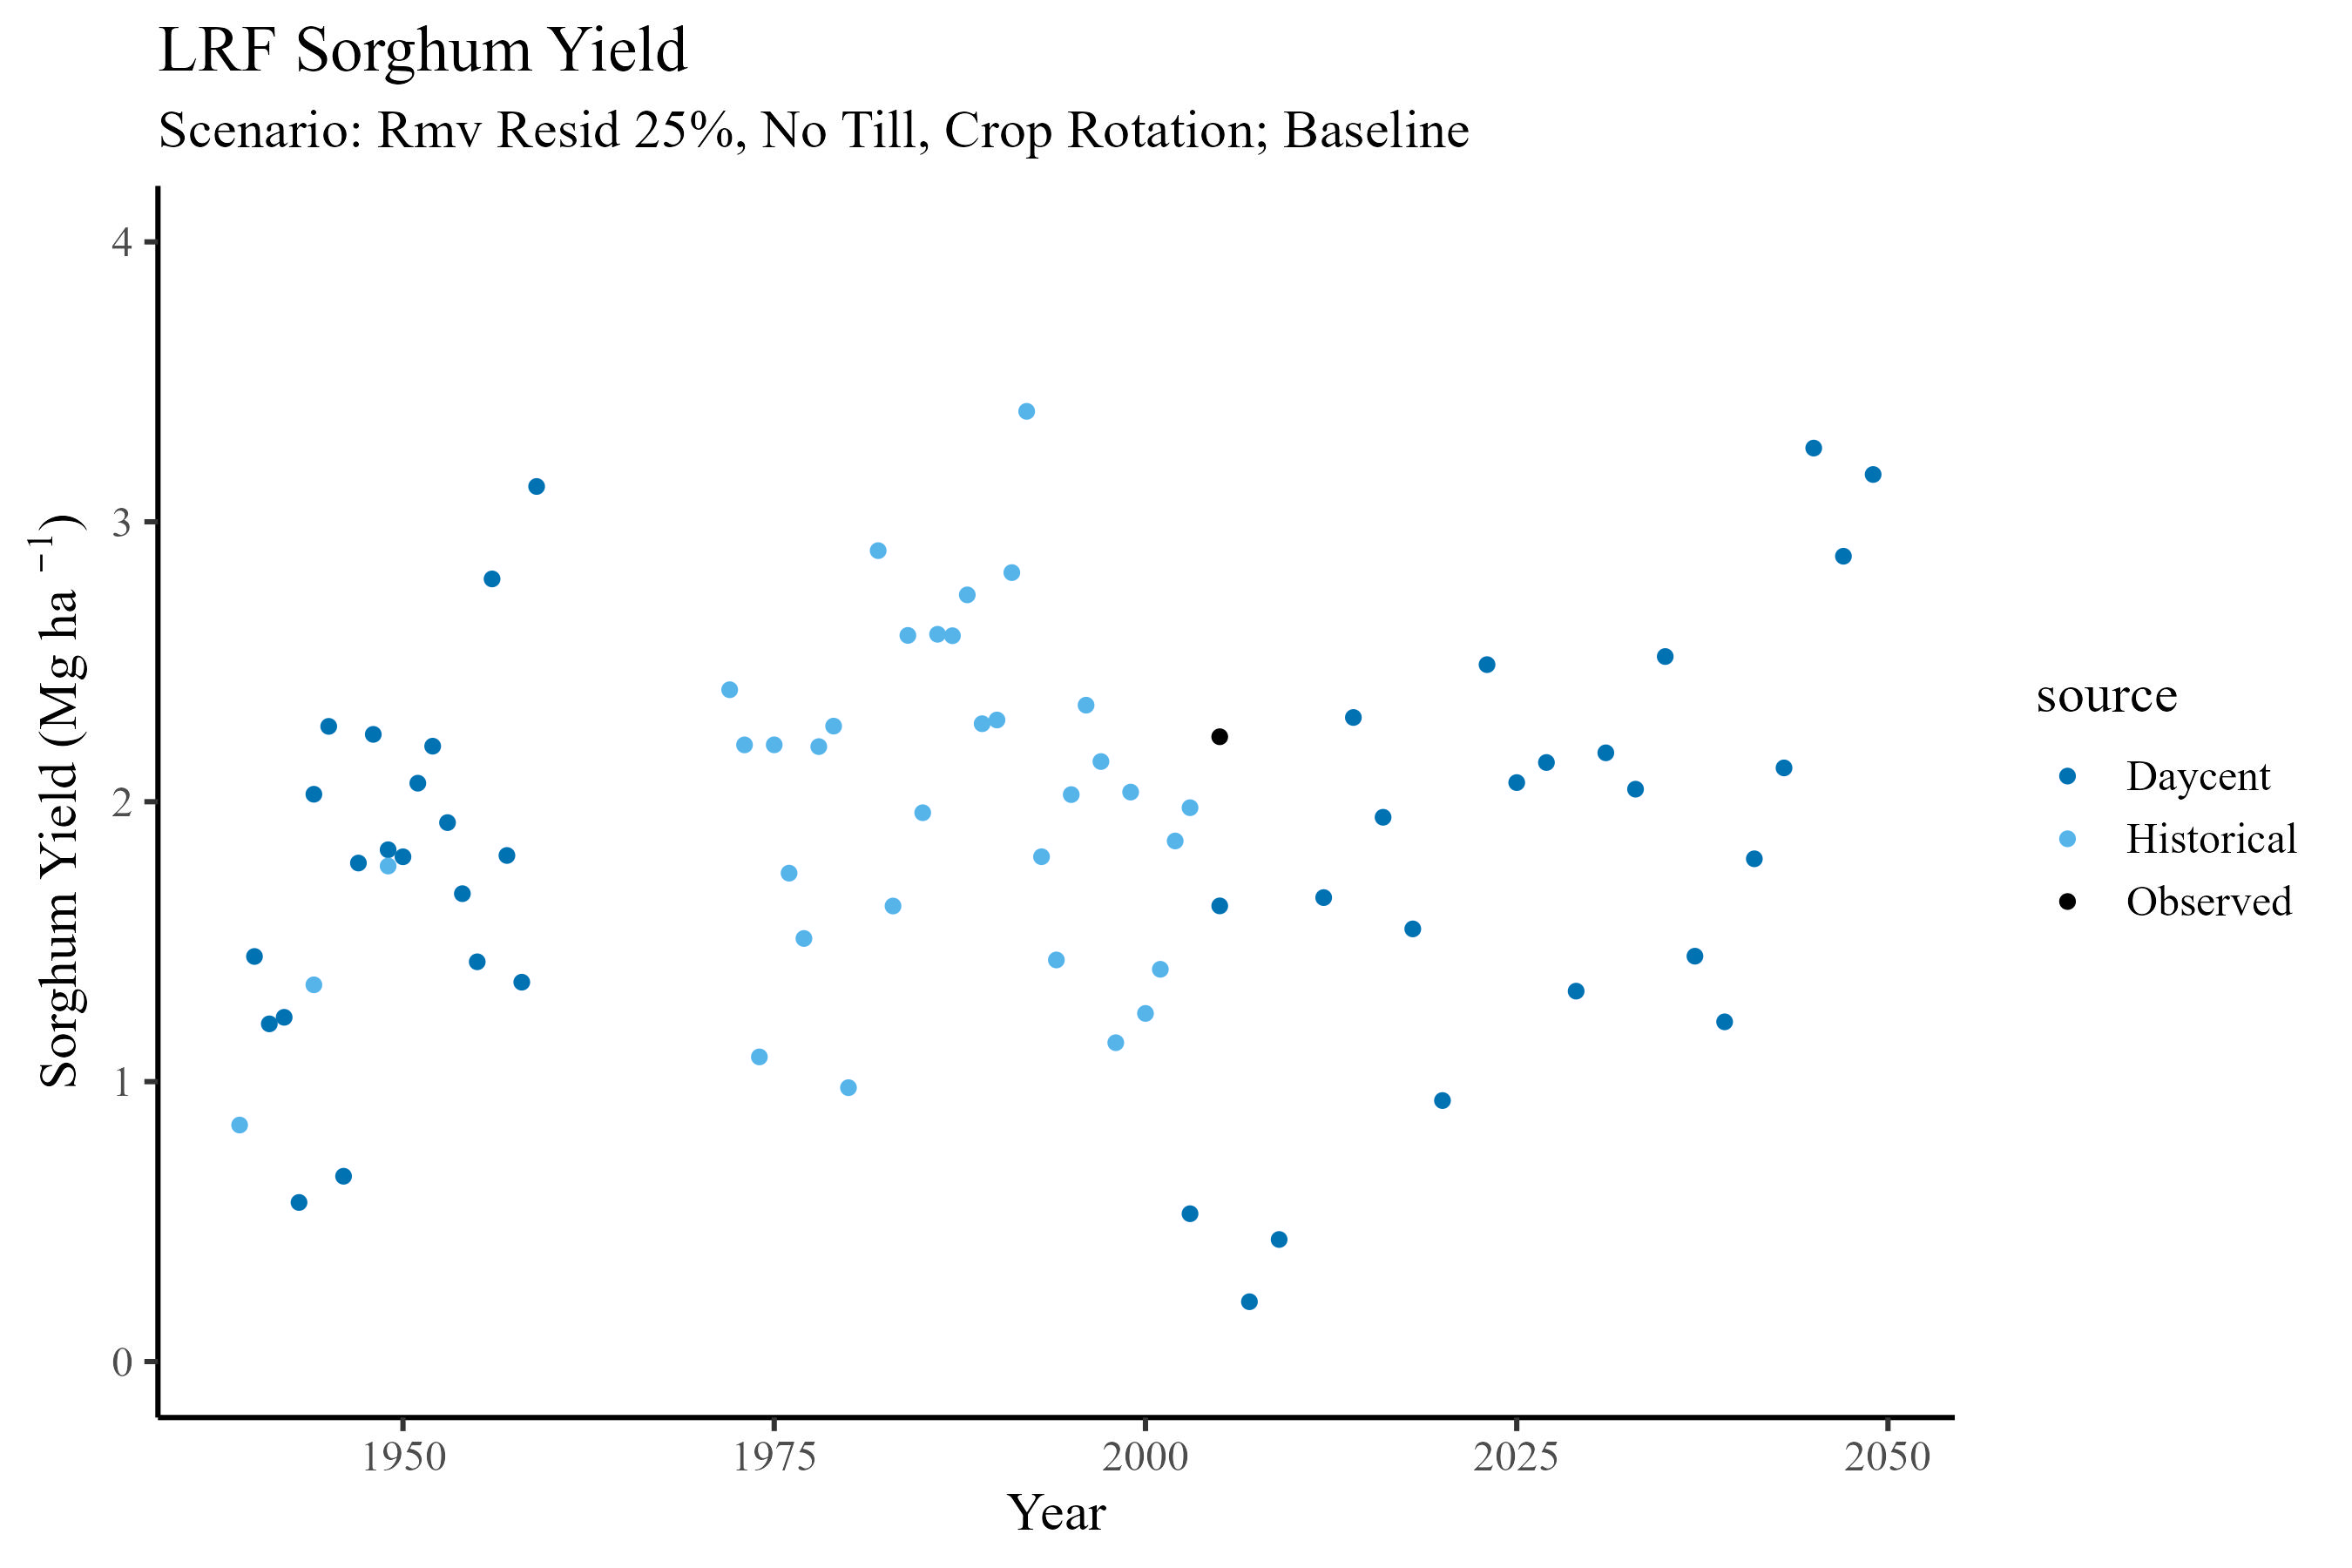 LRF Sorghum Yield
Scenario: Rmv Resid 25%, No Till, Crop Rotation; Baseline
Sorghum Yield (Mg ha −1)
4
3
2
1
0
1950 1975 2000 2025 2050
Year
source
Daycent
Historical
Observed